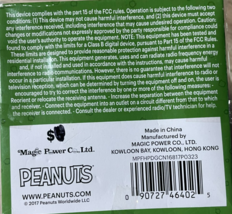 This device complies with the part 15 of the FCC rules. Operation is subject to the following two
conditions: (1) This device may not cause harmful interference, and (2) this device must accept
any interference received, including interference that may cause undesired operation. Caution:
changes or modifications not expressly approved by the party responsible for compliance could
void the user's authority to operate the equipment. NOTE: This equipment has been tested and
found to comply with the limits for a Class B digital device, pursuant to Part 15 of the FCC Rules.
These limits are designed to provide reasonable protection against harmful interference in a
residential installation. This equipment generates, uses and can radiate radio frequency energy
and, if not installed and used in accordance with the instructions, may cause harmful
interference to radio communications. However, there is no guarantee that interference will not
occur in a particular installation. If this equipment does cause harmful interference to radio or
television reception, which can be determined by turning the equipment off and on, the user is
encouraged to try to correct the interference by one or more of the following measures:
Reorient or relocate the receiving antenna. - Increase the separation between the equipment
and receiver. - Connect the equipment into an outlet on a circuit different from that to which
the receiver is connected. - Consult the dealer or experienced radio/TV technician for help.
Magic Power Co., Ltd.
PEANUTS
WWW.PEANUTS.COM
© 2017 Peanuts Worldwide LLC
Made in China
Manufactured by
MAGIC POWER CO., LTD.
KOWLOON BAY, KOWLOON, HONG KONG
MPFHPDGCN16817P0323
0 90727 46402 5